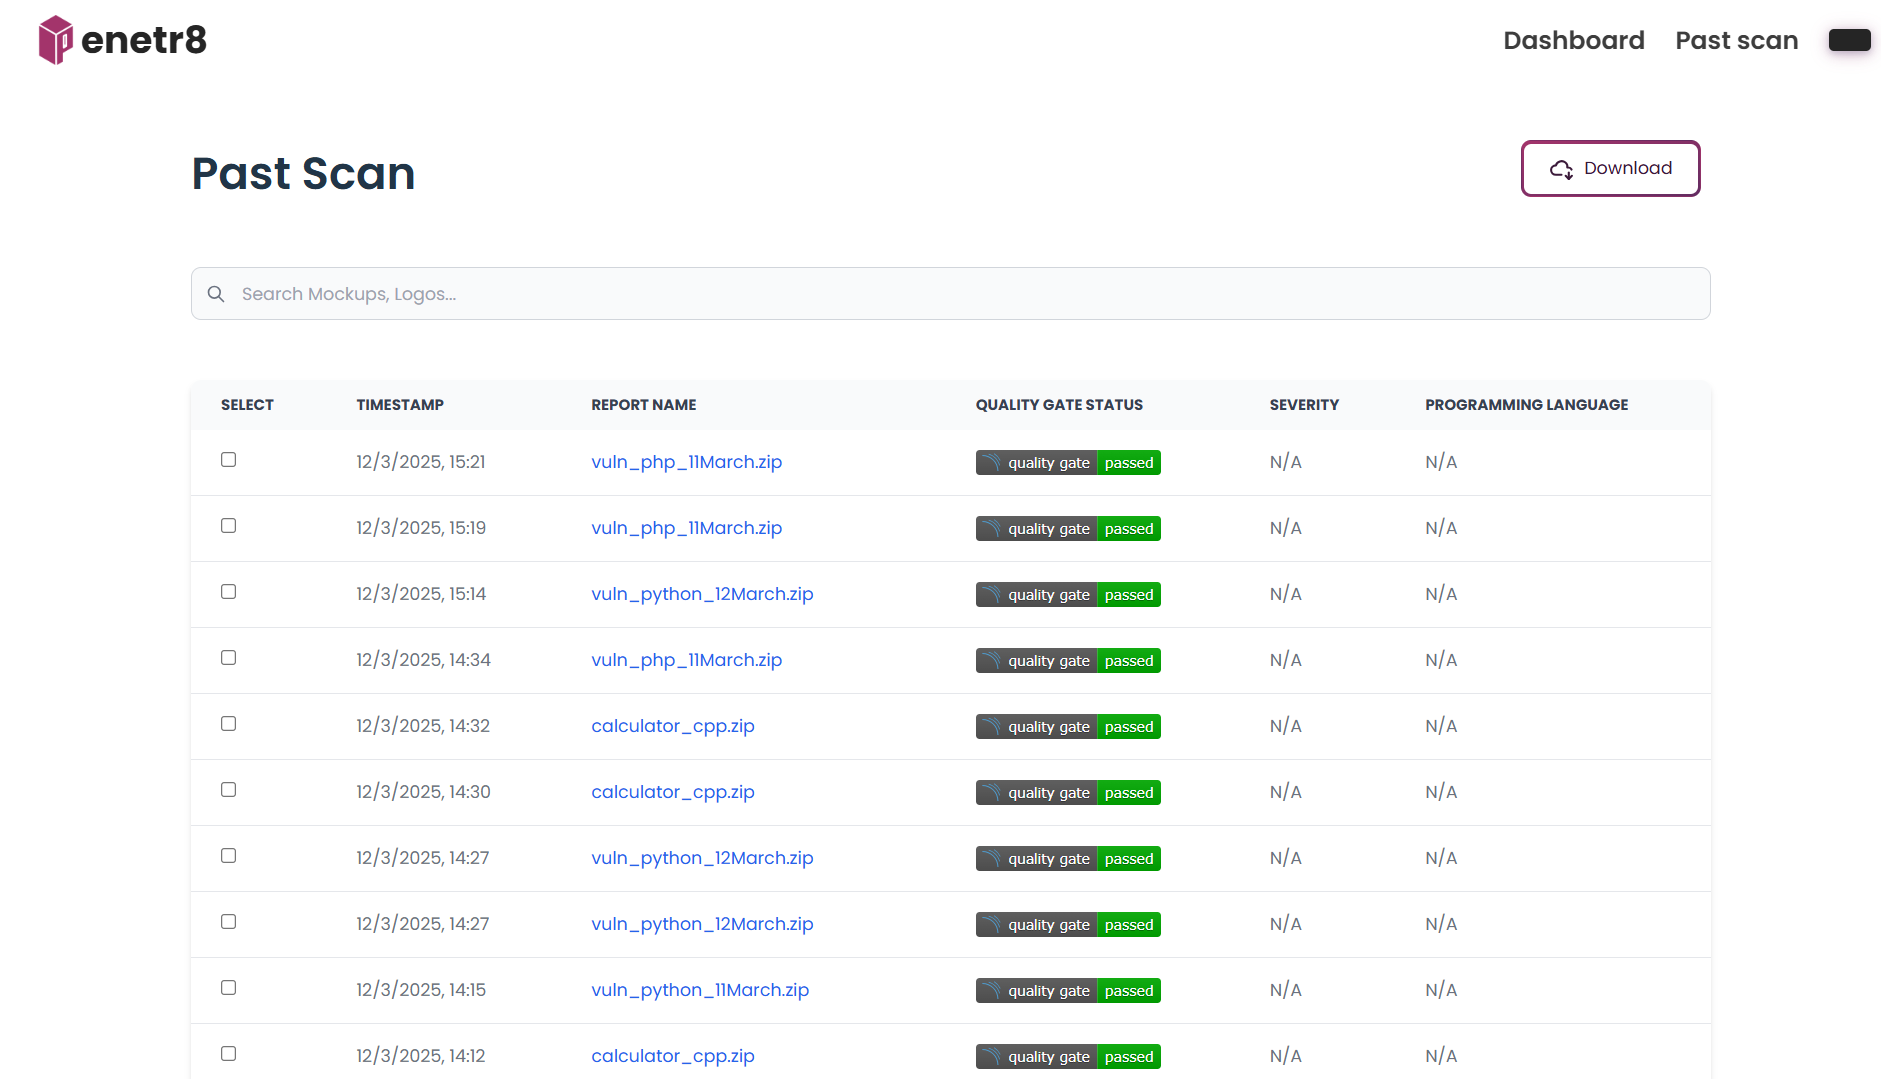 enetr8
Dashboard Past scan
Past Scan
Download
Search Mockups, Logos...
SELECT TIMESTAMP REPORT NAME QUALITY GATE STATUS SEVERITY PROGRAMMING LANGUAGE
12/3/2025, 15:21 vuln_php_11March.zip quality gate passed N/A N/A
12/3/2025, 15:19 vuln_php_11March.zip quality gate passed N/A N/A
12/3/2025, 15:14 vuln_python_12March.zip quality gate passed N/A N/A
12/3/2025, 14:34 vuln_php_11March.zip quality gate passed N/A N/A
12/3/2025, 14:32 calculator_cpp.zip quality gate passed N/A N/A
12/3/2025, 14:30 calculator_cpp.zip quality gate passed N/A N/A
12/3/2025, 14:27 vuln_python_12March.zip quality gate passed N/A N/A
12/3/2025, 14:27 vuln_python_12March.zip quality gate passed N/A N/A
12/3/2025, 14:15 vuln_python_11March.zip quality gate passed N/A N/A
12/3/2025, 14:12 calculator_cpp.zip quality gate passed N/A N/A